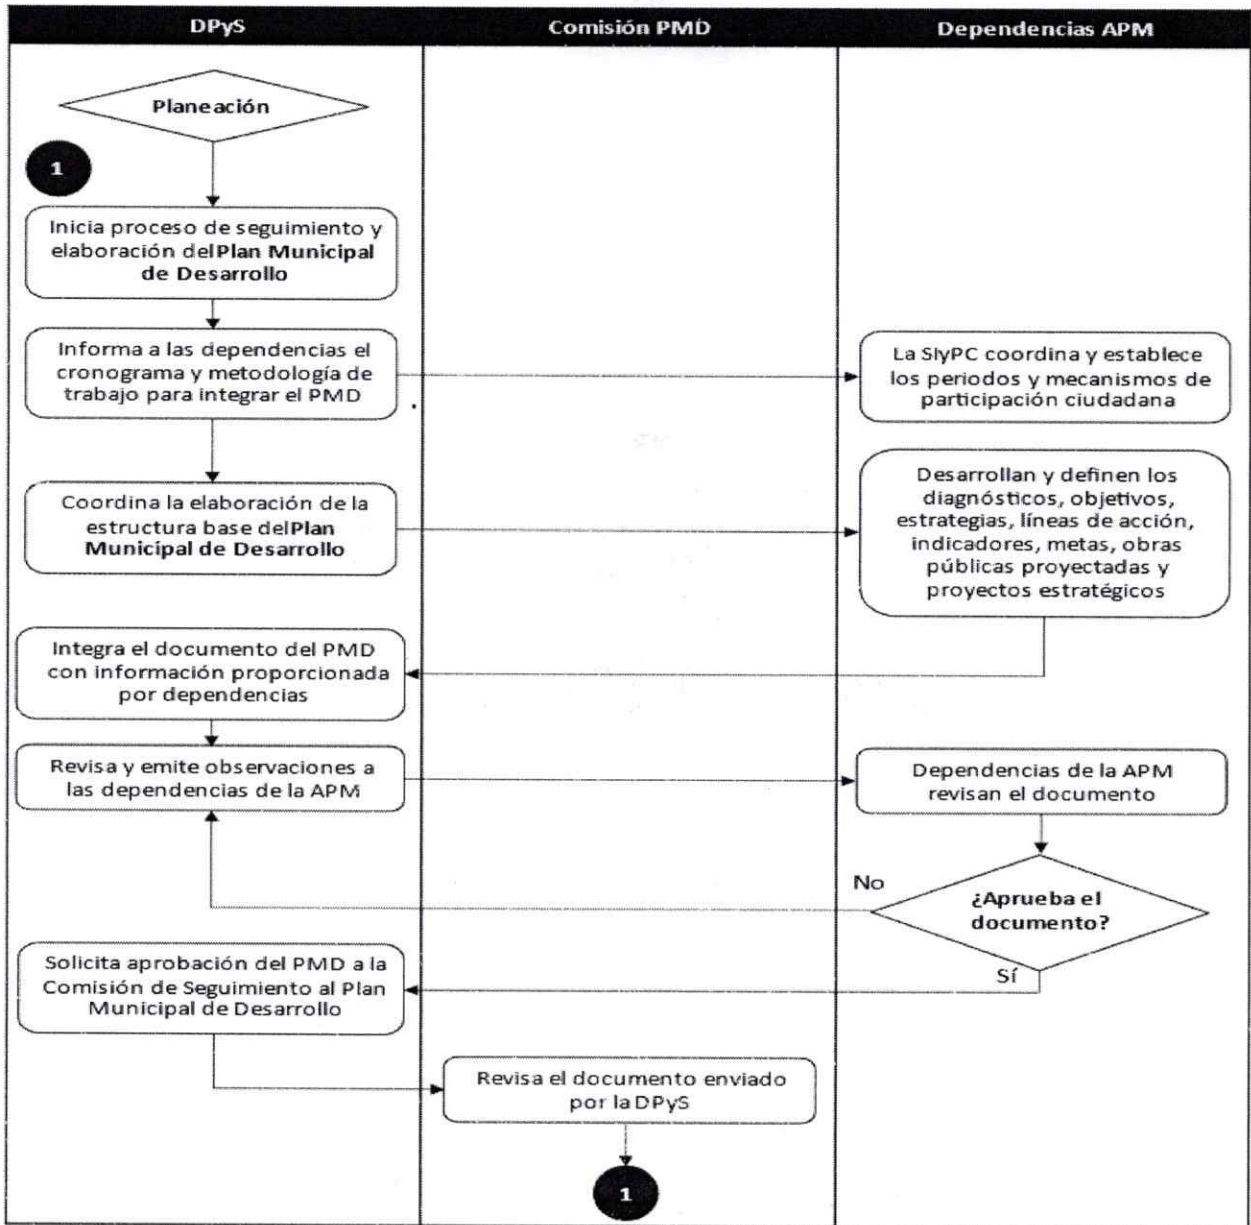 DPyS
Comisión PMD
Dependencias APM
Planeación
1
Inicia proceso de seguimiento y
elaboración del Plan Municipal
de Desarrollo
Informa a las dependencias el
cronograma y metodología de
trabajo para integrar el PMD
La SIyPC coordina y establece
los periodos y mecanismos de
participación ciudadana
Coordina la elaboración de la
estructura base del Plan
Municipal de Desarrollo
Desarrollan y definen los
diagnósticos, objetivos,
estrategias, líneas de acción,
indicadores, metas, obras
públicas proyectadas y
proyectos estratégicos
Integra el documento del PMD
con información proporcionada
por dependencias
Revisa y emite observaciones a
las dependencias de la APM
Dependencias de la APM
revisan el documento
No
¿Aprueba el
documento?
Sí
Solicita aprobación del PMD a la
Comisión de Seguimiento al Plan
Municipal de Desarrollo
Revisa el documento enviado
por la DPyS
1